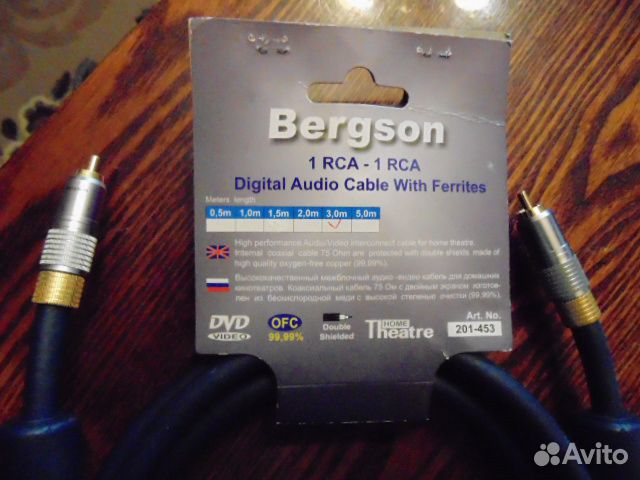 Bergson
1 RCA - 1 RCA
Digital Audio Cable With Ferrites
Meters length
0,5m 1,0m 1,5m 2,0m 3,0m 5,0m
High performance Audio/Video interconnect cable for home theatre.
Internal coaxial cable 75 Ohm are protected with double shields made of
high quality oxygen-free copper (99,99%).
Высококачественный межблочный аудио -видео кабель для домашних
кинотеатров. Коаксиальный кабель 75 Ом с двойным экраном изготов-
лен из бескислородной меди с высокой степенью очистки (99,99%).
DVD VIDEO
OFC 99,99%
Double Shielded
HOME Theatre
Art. No.
201-453
Avito